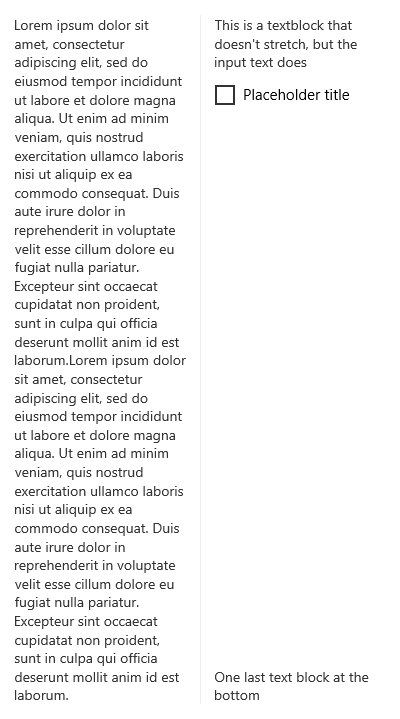 Lorem ipsum dolor sit
amet, consectetur
adipiscing elit, sed do
eiusmod tempor incididunt
ut labore et dolore magna
aliqua. Ut enim ad minim
veniam, quis nostrud
exercitation ullamco laboris
nisi ut aliquip ex ea
commodo consequat. Duis
aute irure dolor in
reprehenderit in voluptate
velit esse cillum dolore eu
fugiat nulla pariatur.
Excepteur sint occaecat
cupidatat non proident,
sunt in culpa qui officia
deserunt mollit anim id est
laborum.Lorem ipsum dolor
sit amet, consectetur
adipiscing elit, sed do
eiusmod tempor incididunt
ut labore et dolore magna
aliqua. Ut enim ad minim
veniam, quis nostrud
exercitation ullamco laboris
nisi ut aliquip ex ea
commodo consequat. Duis
aute irure dolor in
reprehenderit in voluptate
velit esse cillum dolore eu
fugiat nulla pariatur.
Excepteur sint occaecat
cupidatat non proident,
sunt in culpa qui officia
deserunt mollit anim id est
laborum.
This is a textblock that
doesn't stretch, but the
input text does
Placeholder title
One last text block at the
bottom